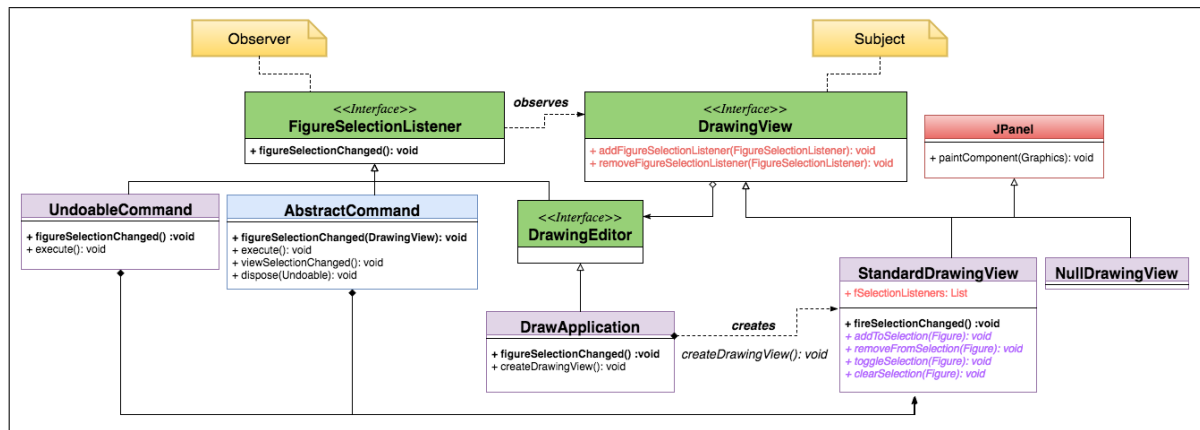 Observer
Subject
<<Interface>>
FigureSelectionListener
+ figureSelectionChanged(): void
observes
<<Interface>>
DrawingView
+ addFigureSelectionListener(FigureSelectionListener): void
+ removeFigureSelectionListener(FigureSelectionListener): void
JPanel
+ paintComponent(Graphics): void
UndoableCommand
+ figureSelectionChanged() :void
+ execute(): void
AbstractCommand
+ figureSelectionChanged(DrawingView): void
+ execute(): void
+ viewSelectionChanged(): void
+ dispose(Undoable): void
<<Interface>>
DrawingEditor
StandardDrawingView
+ fSelectionListeners: List
+ fireSelectionChanged() :void
+ addToSelection(Figure): void
+ removeFromSelection(Figure): void
+ toggleSelection(Figure): void
+ clearSelection(Figure): void
NullDrawingView
DrawApplication
+ figureSelectionChanged() :void
+ createDrawingView(): void
creates
createDrawingView(): void